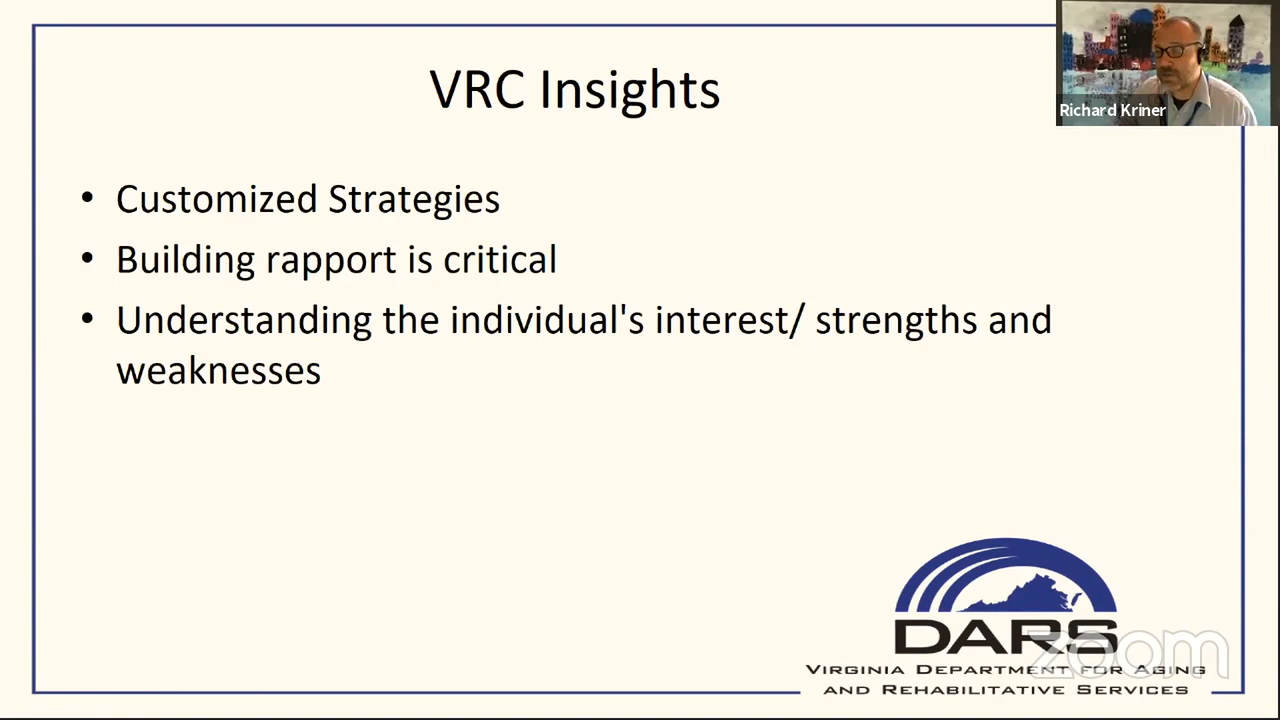 VRC Insights
Richard Kriner
• Customized Strategies
• Building rapport is critical
• Understanding the individual's interest/ strengths and
weaknesses
DARS
zoom
VIRGINIA DEPARTMENT FOR AGING
AND REHABILITATIVE SERVICES